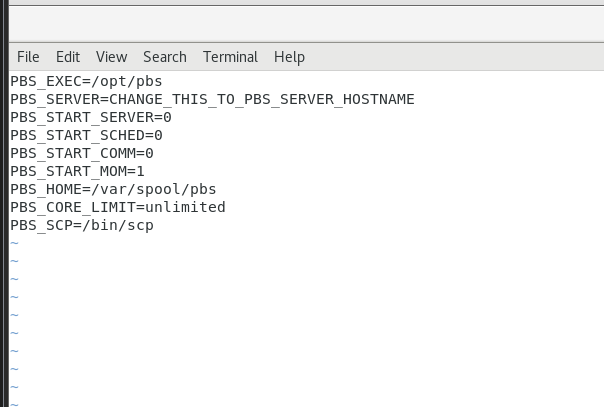 File Edit View Search Terminal Help
PBS_EXEC=/opt/pbs
PBS_SERVER=CHANGE_THIS_TO_PBS_SERVER_HOSTNAME
PBS_START_SERVER=0
PBS_START_SCHED=0
PBS_START_COMM=0
PBS_START_MOM=1
PBS_HOME=/var/spool/pbs
PBS_CORE_LIMIT=unlimited
PBS_SCP=/bin/scp
~
~
~
~
~
~
~
~
~
~